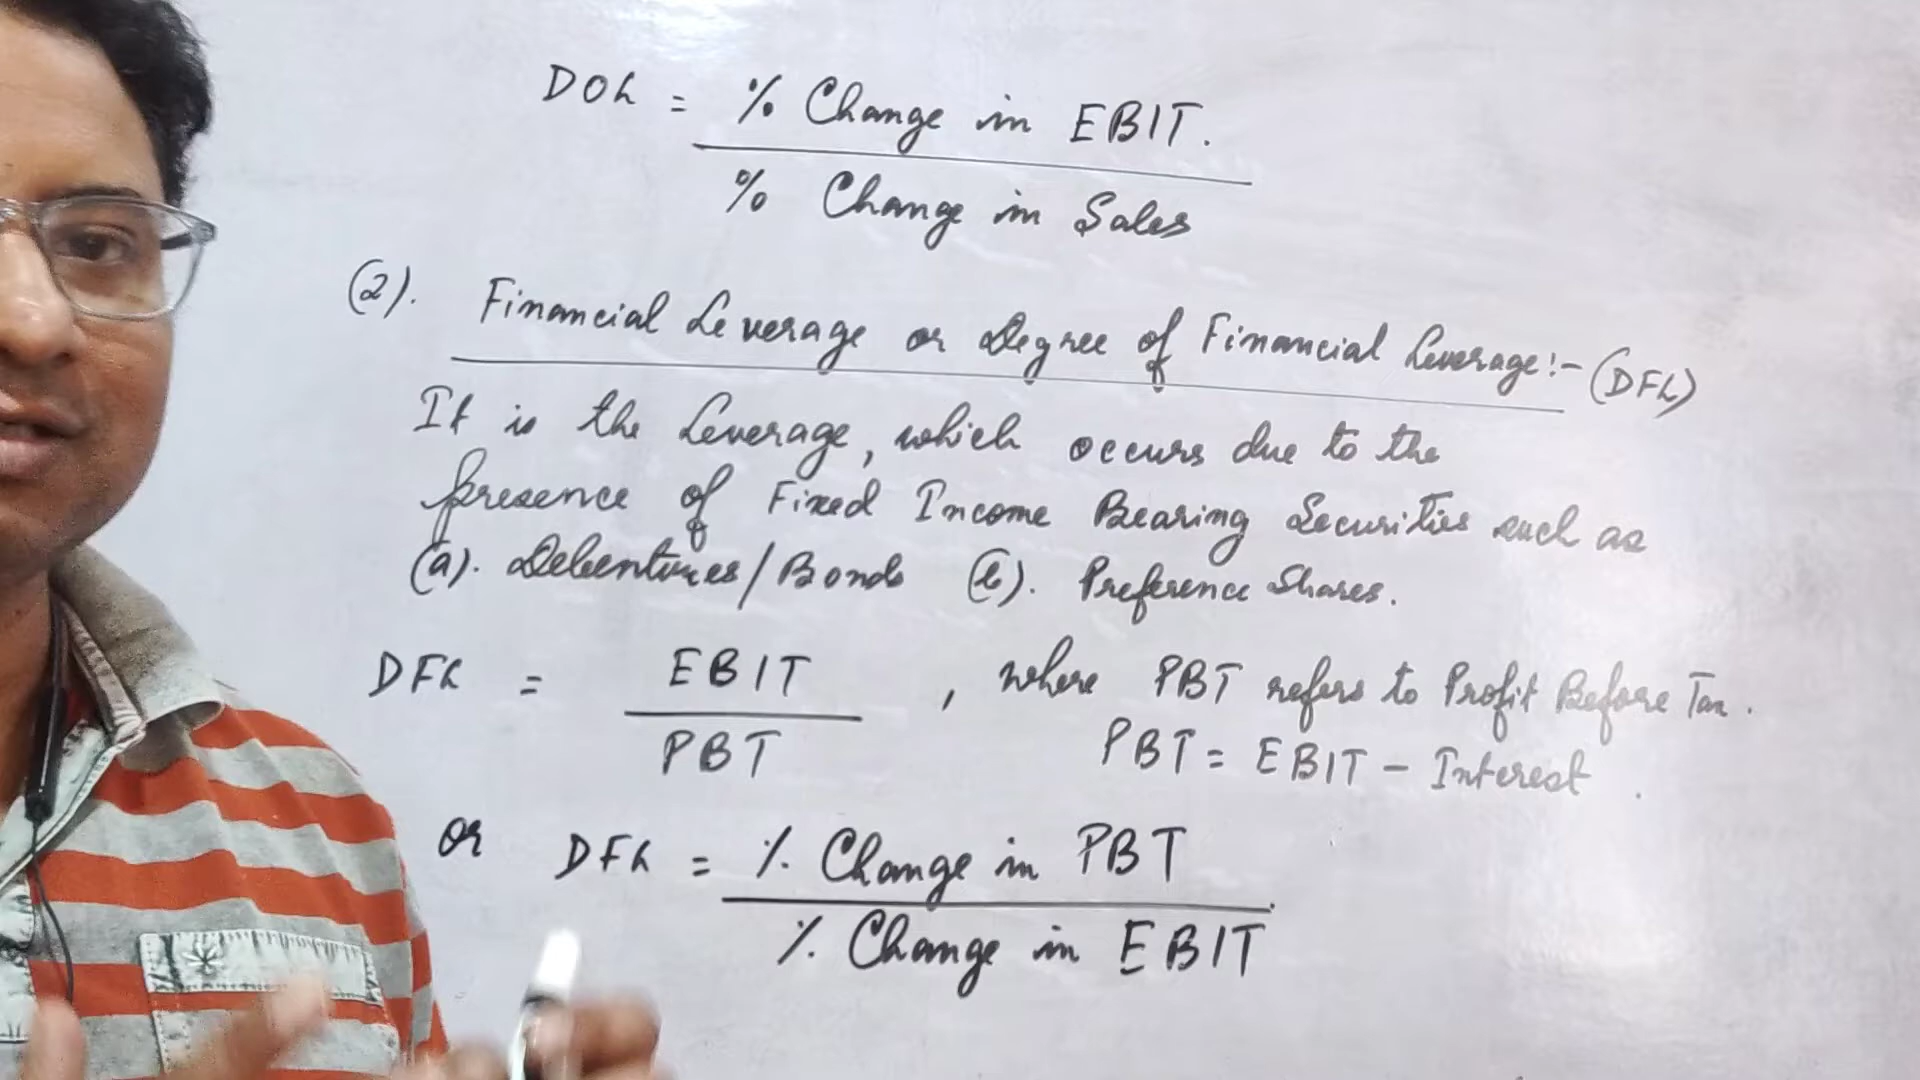 DOL = % Change in EBIT.
% Change in Sales
(2). Financial Leverage or Degree of Financial Leverage:- (DFL)
It is the Leverage, which occurs due to the
presence of Fixed Income Bearing Securities such as
(a). Debentures/Bonds (b). Preference Shares.
DFL = EBIT , where PBT refers to Profit Before Tax.
PBT PBT = EBIT - Interest.
or DFL = % Change in PBT
% Change in EBIT